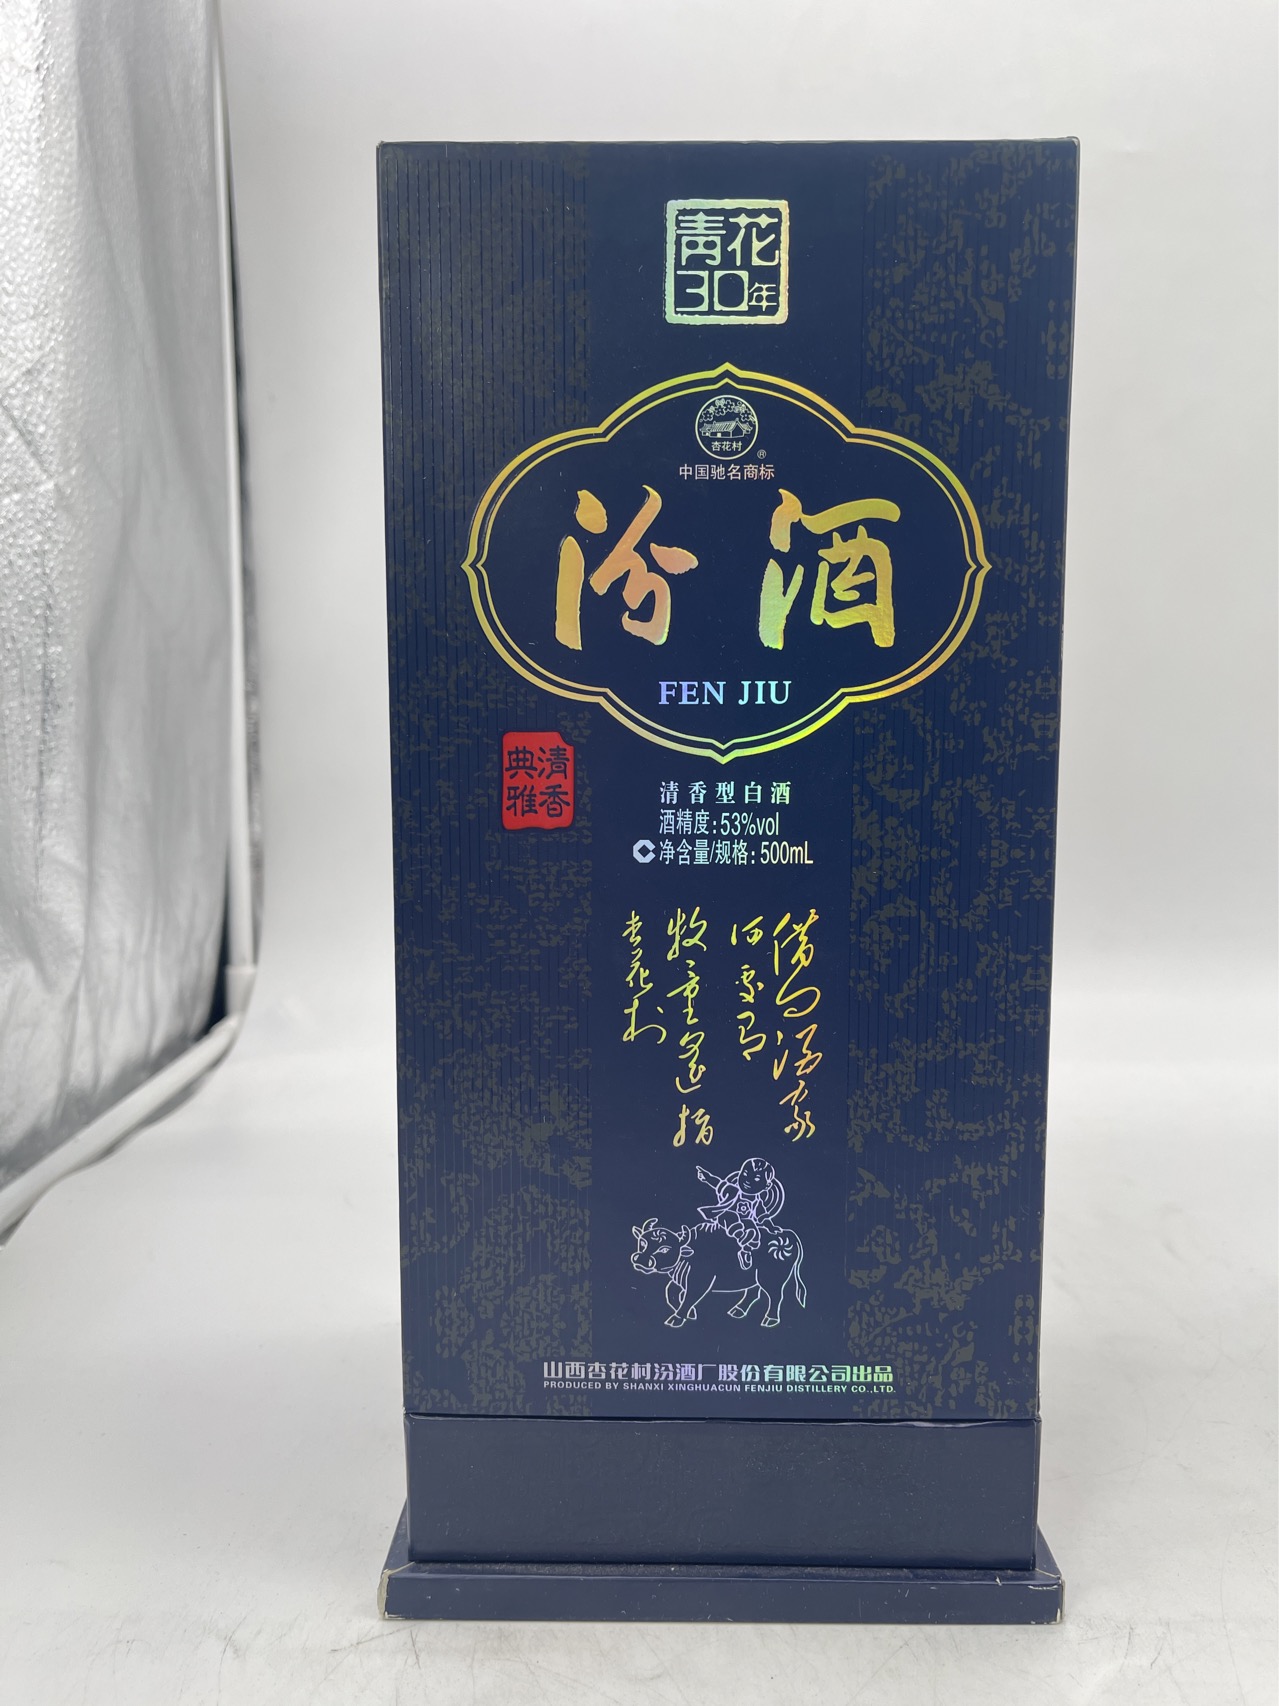 青花
30年
杏花村
®
中国驰名商标
汾酒
FEN JIU
清香
典雅
清香型白酒
酒精度:53%vol
净含量/规格:500mL
借问酒家
何处有
牧童遥指
杏花村
山西杏花村汾酒厂股份有限公司出品
PRODUCED BY SHANXI XINGHUACUN FENJIU DISTILLERY CO.,LTD.